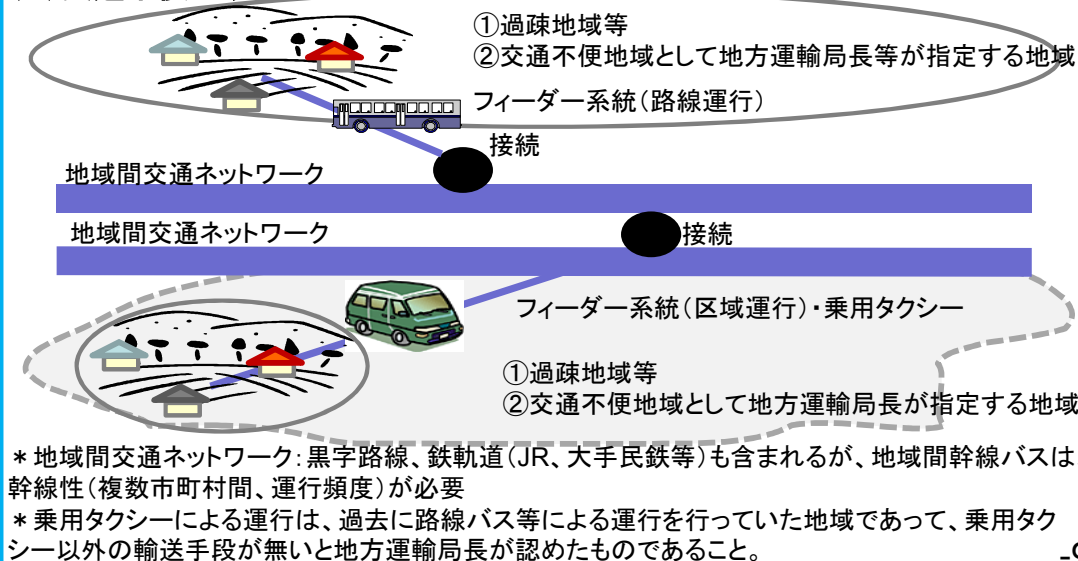 ①過疎地域等
②交通不便地域として地方運輸局長等が指定する地域
フィーダー系統(路線運行)
接続
地域間交通ネットワーク
地域間交通ネットワーク
接続
フィーダー系統(区域運行)・乗用タクシー
①過疎地域等
②交通不便地域として地方運輸局長が指定する地域
*地域間交通ネットワーク:黒字路線、鉄軌道(JR、大手民鉄等)も含まれるが、地域間幹線バスは
幹線性(複数市町村間、運行頻度)が必要
*乗用タクシーによる運行は、過去に路線バス等による運行を行っていた地域であって、乗用タク
シー以外の輸送手段が無いと地方運輸局長が認めたものであること。